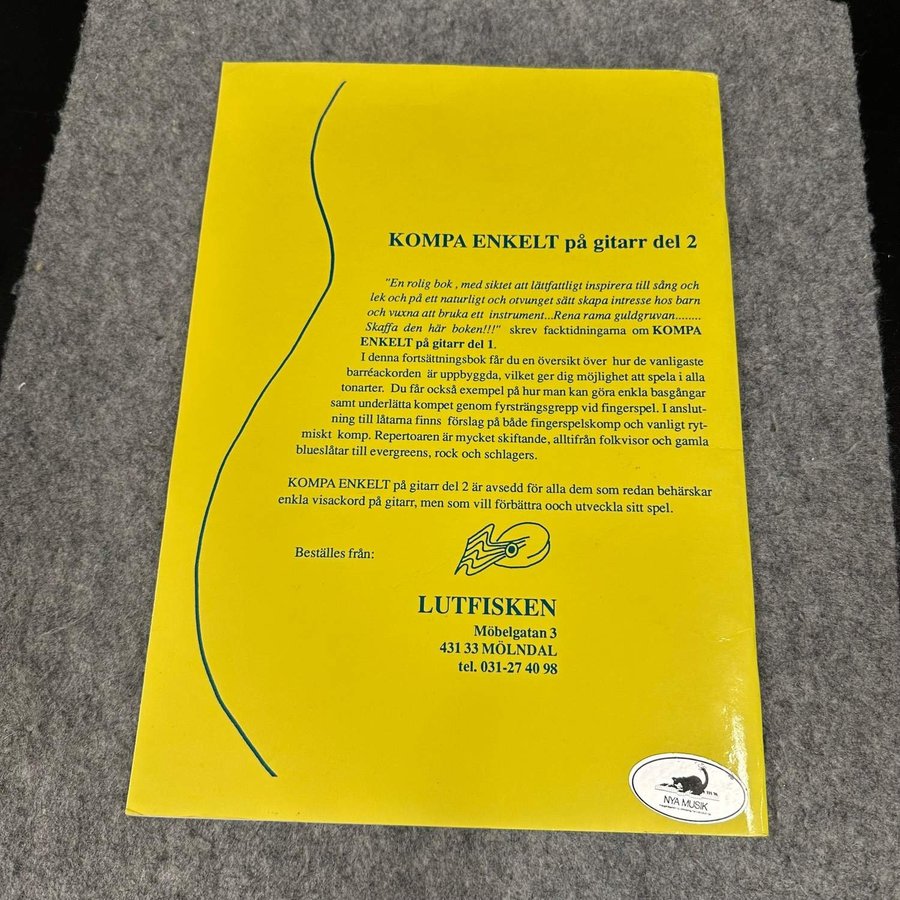 KOMPA ENKELT på gitarr del 2
"En rolig bok , med siktet att lättfattligt inspirera till sång och
lek och på ett naturligt och otvunget sätt skapa intresse hos barn
och vuxna att bruka ett instrument...Rena rama guldgruvan........
Skaffa den här boken!!!" skrev facktidningarna om KOMPA
ENKELT på gitarr del 1.
I denna fortsättningsbok får du en översikt över hur de vanligaste
barréackorden är uppbyggda, vilket ger dig möjlighet att spela i alla
tonarter. Du får också exempel på hur man kan göra enkla basgångar
samt underlätta kompet genom fyrsträngsgrepp vid fingerspel. I anslut-
ning till låtarna finns förslag på både fingerspelskomp och vanligt ryt-
miskt komp. Repertoaren är mycket skiftande, alltifrån folkvisor och gamla
blueslåtar till evergreens, rock och schlagers.
KOMPA ENKELT på gitarr del 2 är avsedd för alla dem som redan behärskar
enkla visackord på gitarr, men som vill förbättra ooch utveckla sitt spel.
Beställes från:
LUTFISKEN
Möbelgatan 3
431 33 MÖLNDAL
tel. 031-27 40 98
NYA MUSIK